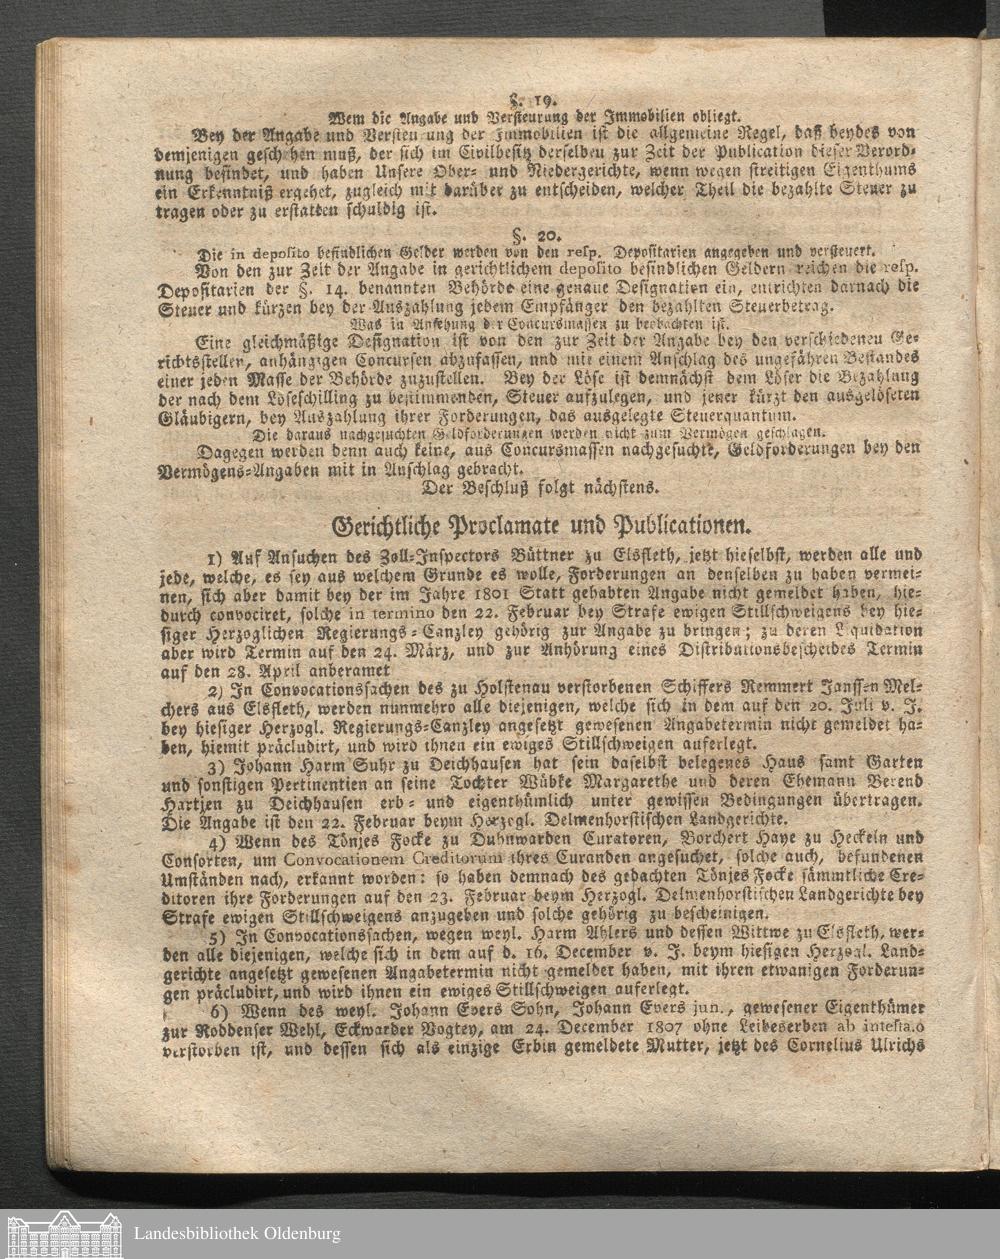 §. 19.
Wem die Angabe und Versteurung der Immobilien obliegt.
Bey der Angabe und Versteu ung der Immobilien ist die allgemeine Regel, daß beydes von
demjenigen gesch hen muß, der sich im Civilbesitz derselben zur Zeit der Publication dieser Verord-
nung befindet, und haben Unsere Ober- und Niedergerichte, wenn wegen streitigen Eigenthums
ein Erkenntniß ergehet, zugleich mit darüber zu entscheiden, welcher Theil die bezahlte Steuer zu
tragen oder zu erstatten schuldig ist.
§. 20.
Die in deposito befindlichen Gelder werden von den resp. Depositarien angegeben und versteuert.
Von den zur Zeit der Angabe in gerichtlichem deposito befindlichen Geldern reichen die resp.
Depositarien der §. 14. benannten Behörde eine genaue Designation ein, entrichten darnach die
Steuer und kürzen bey der Auszahlung jedem Empfänger den bezahlten Steuerbetrag.
Was in Ansehung der Concursmassen zu beobachten ist.
Eine gleichmäßige Designation ist von den zur Zeit der Angabe bey den verschiedenen Ge-
richtsstellen, anhängigen Concursen abzufassen, und mit einem Anschlag des ungefähren Bestandes
einer jeden Masse der Behörde zuzustellen. Bey der Löse ist demnächst dem Löser die Bezahlung
der nach dem Löseschilling zu bestimmenden, Steuer aufzulegen, und jener kürzt den ausgelöseten
Gläubigern, bey Auszahlung ihrer Forderungen, das ausgelegte Steuerquantum.
Die daraus nachgesuchten Geldforderungen werden nicht zum Vermögen geschlagen.
Dagegen werden denn auch keine, aus Concursmassen nachgesuchte, Geldforderungen bey den
Vermögens-Angaben mit in Anschlag gebracht.
Der Beschluß folgt nächstens.
Gerichtliche Proclamate und Publicationen.
1) Auf Ansuchen des Zoll-Inspectors Büttner zu Elsfleth, jetzt hieselbst, werden alle und
jede, welche, es sey aus welchem Grunde es wolle, Forderungen an denselben zu haben vermei-
nen, sich aber damit bey der im Jahre 1801 Statt gehabten Angabe nicht gemeldet haben, hie-
durch convociret, solche in termino den 22. Februar bey Strafe ewigen Stillschweigens bey hie-
siger Herzoglichen Regierungs-Canzley gehörig zur Angabe zu bringen; zu deren Liquidation
aber wird Termin auf den 24. März, und zur Anhörung eines Distributionsbescheides Termin
auf den 28. April anberamet
2) In Convocationssachen des zu Holstenau verstorbenen Schiffers Remmert Janssen Mel-
chers aus Elsfleth, werden nunmehro alle diejenigen, welche sich in dem auf den 20. Juli v. J.
bey hiesiger Herzogl. Regierungs-Canzley angesetzt gewesenen Angabetermin nicht gemeldet ha-
ben, hiemit präcludirt, und wird ihnen ein ewiges Stillschweigen auferlegt.
3) Johann Harm Suhr zu Deichhausen hat sein daselbst belegenes Haus samt Garten
und sonstigen Pertinentien an seine Tochter Wübke Margarethe und deren Ehemann Berend
Hartjen zu Deichhausen erb- und eigenthümlich unter gewissen Bedingungen übertragen.
Die Angabe ist den 22. Februar beym Herzogl. Delmenhorstischen Landgerichte.
4) Wenn des Tönjes Focke zu Duhnwarden Curatoren, Borchert Haye zu Heckeln und
Consorten, um Convocationem Creditorum ihres Curanden angesuchet, solche auch, befundenen
Umständen nach, erkannt worden: so haben demnach des gedachten Tönjes Focke sämmtliche Cre-
ditoren ihre Forderungen auf den 23. Februar beym Herzogl. Delmenhorstischen Landgerichte bey
Strafe ewigen Stillschweigens anzugeben und solche gehörig zu bescheinigen.
5) In Convocationssachen, wegen weyl. Harm Ahlers und dessen Wittwe zu Elsfleth, wer-
den alle diejenigen, welche sich in dem auf d. 16. December v. J. beym hiesigen Herzogl. Land-
gerichte angesetzt gewesenen Angabetermin nicht gemeldet haben, mit ihren etwanigen Forderun-
gen präcludirt, und wird ihnen ein ewiges Stillschweigen auferlegt.
6) Wenn des weyl. Johann Evers Sohn, Johann Evers jun., gewesener Eigenthümer
zur Roddenser Wehl, Eckwarder Vogtey, am 24. December 1807 ohne Leibeserben ab intestato
verstorben ist, und dessen sich als einzige Erbin gemeldete Mutter, jetzt des Cornelius Ulrichs
Landesbibliothek Oldenburg